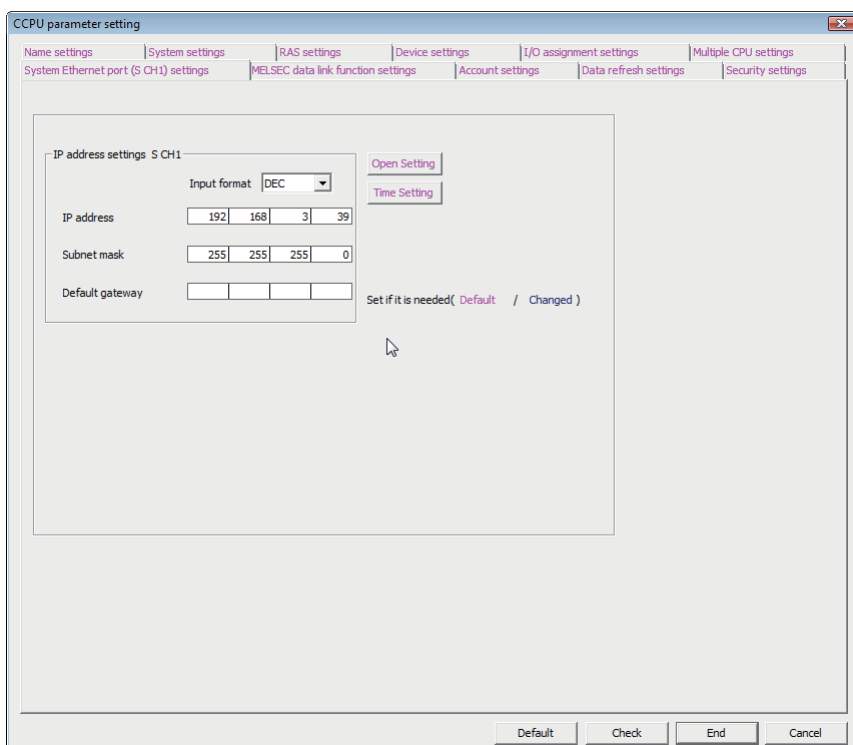 CCPU parameter setting
Name settings System settings RAS settings Device settings I/O assignment settings Multiple CPU settings
System Ethernet port (S CH1) settings MELSEC data link function settings Account settings Data refresh settings Security settings
IP address settings S CH1
Open Setting
Input format DEC
Time Setting
IP address 192 168 3 39
Subnet mask 255 255 255 0
Default gateway
Set if it is needed( Default / Changed )
Default Check End Cancel